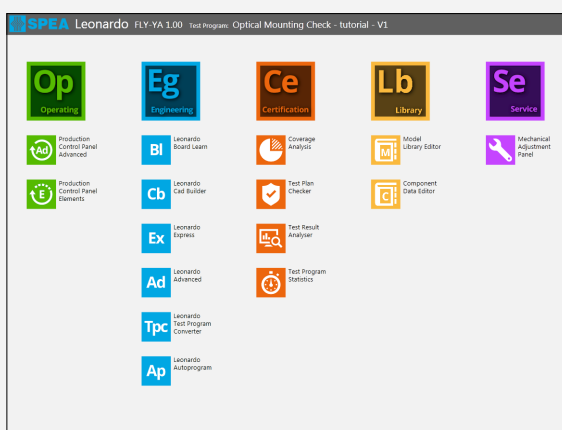 SPEA Leonardo FLY-YA 1.00 Test Program: Optical Mounting Check - tutorial - V1
Op
Operating
Eg
Engineering
Ce
Certification
Lb
Library
Se
Service
Ad
Production
Control Panel
Advanced
E
Production
Control Panel
Elements
Bl
Leonardo
Board Learn
Cb
Leonardo
Cad Builder
Ex
Leonardo
Express
Ad
Leonardo
Advanced
Tpc
Leonardo
Test Program
Converter
Ap
Leonardo
Autoprogram
Coverage
Analysis
Test Plan
Checker
Test Result
Analyser
Test Program
Statistics
M
Model
Library Editor
C
Component
Data Editor
Mechanical
Adjustment
Panel